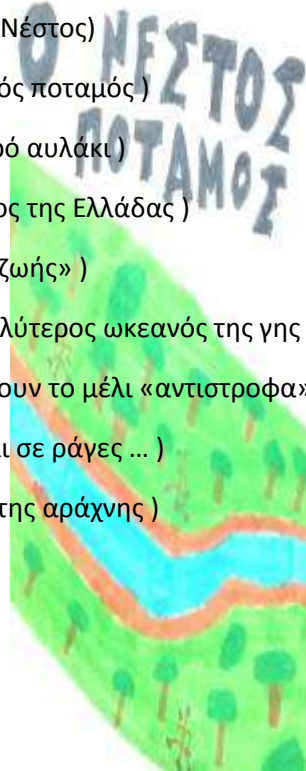 Νέστος)
Ο ΝΕΣΤΟΣ
ός ποταμός )
ΠΟΤΑΜΟΣ
ό αυλάκι )
ος της Ελλάδας )
ζωής» )
λύτερος ωκεανός της γης
ουν το μέλι «αντιστροφα»
ι σε ράγες ... )
της αράχνης )